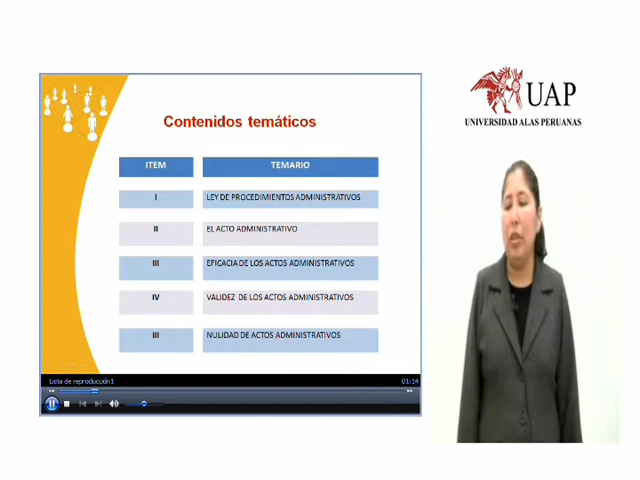 Contenidos temáticos
ITEM TEMARIO
I LEY DE PROCEDIMIENTOS ADMINISTRATIVOS
II EL ACTO ADMINISTRATIVO
III EFICACIA DE LOS ACTOS ADMINISTRATIVOS
IV VALIDEZ DE LOS ACTOS ADMINISTRATIVOS
III NULIDAD DE ACTOS ADMINISTRATIVOS
Lista de reproducción1 01:14
UAP
UNIVERSIDAD ALAS PERUANAS